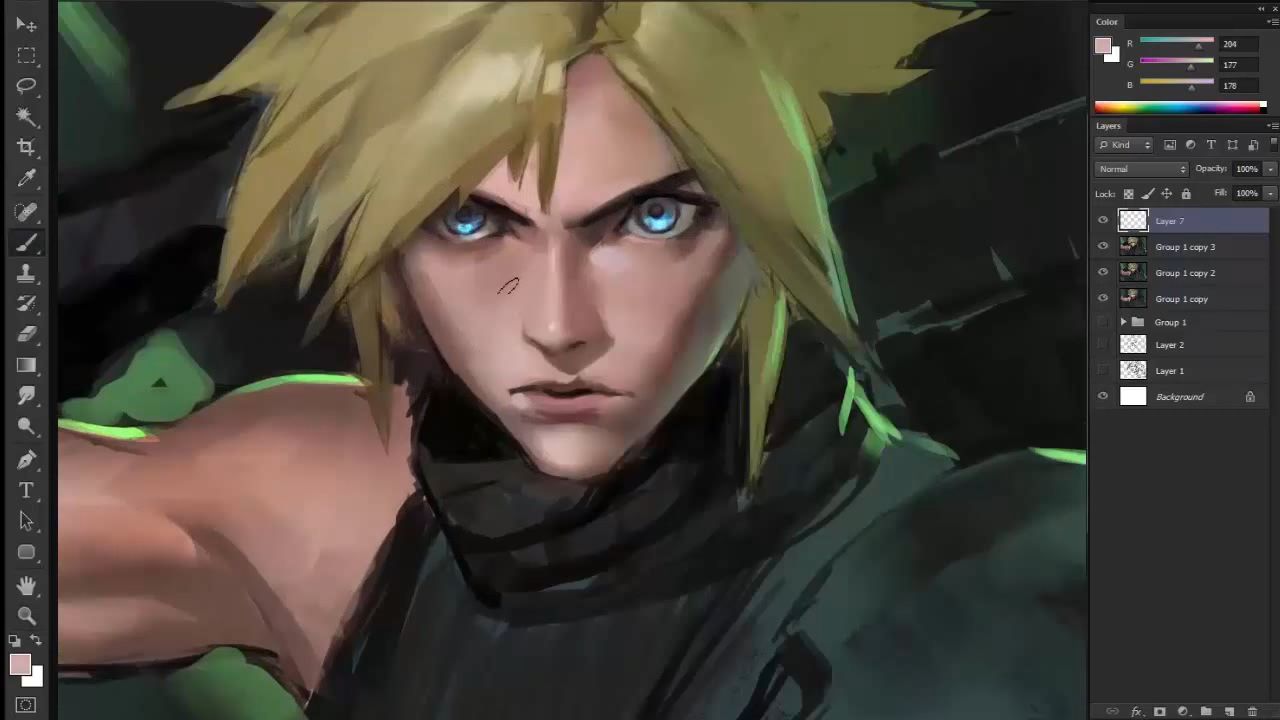 Color
R 204
G 177
B 178
Layers
Kind
Normal Opacity: 100%
Lock: Fill: 100%
Layer 7
Group 1 copy 3
Group 1 copy 2
Group 1 copy
Group 1
Layer 2
Layer 1
Background
T
fx